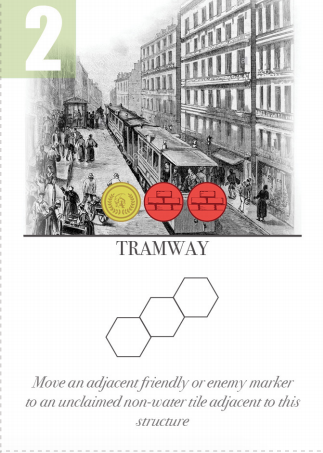 2
TRAMWAY
Move an adjacent friendly or enemy marker
to an unclaimed non-water tile adjacent to this
structure